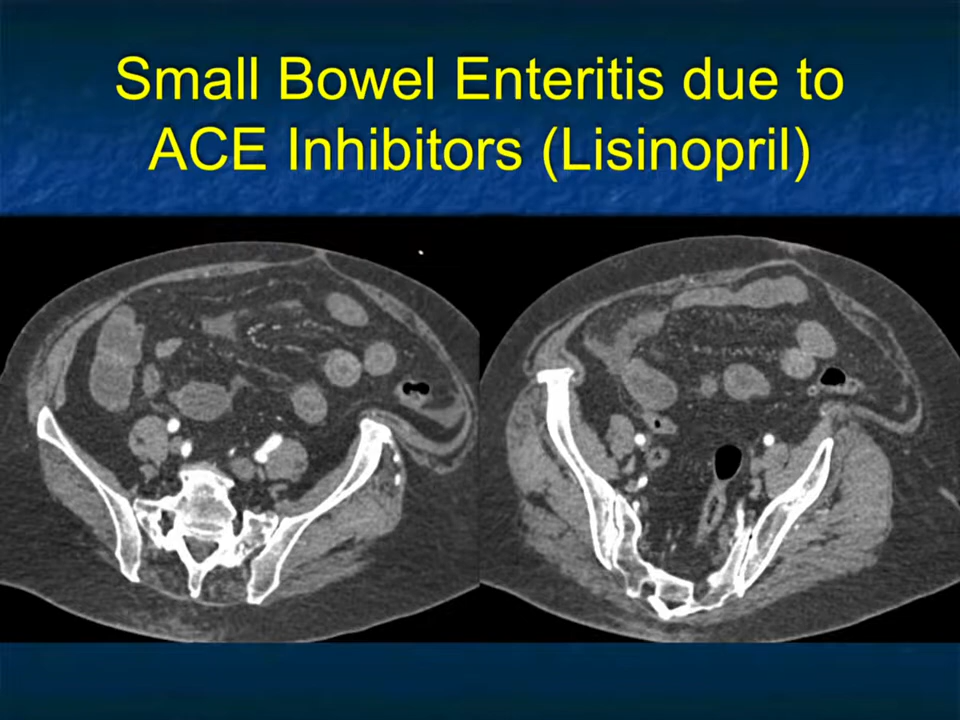 Small Bowel Enteritis due to
ACE Inhibitors (Lisinopril)